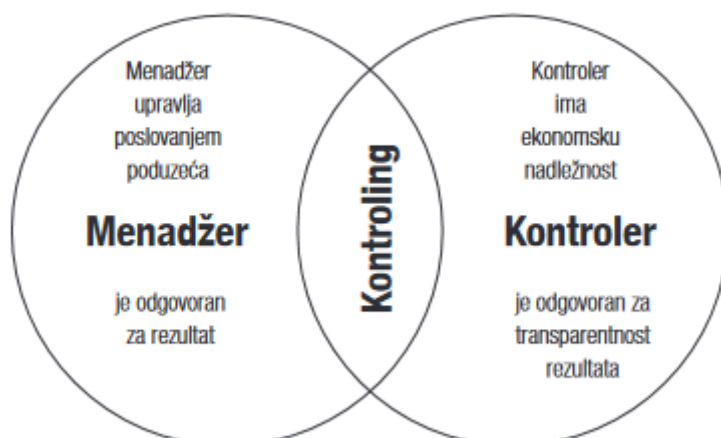 Menadžer
upravlja
poslovanjem
poduzeća
Menadžer
je odgovoran
za rezultat
Kontroling
Kontroler
ima
ekonomsku
nadležnost
Kontroler
je odgovoran za
transparentnost
rezultata